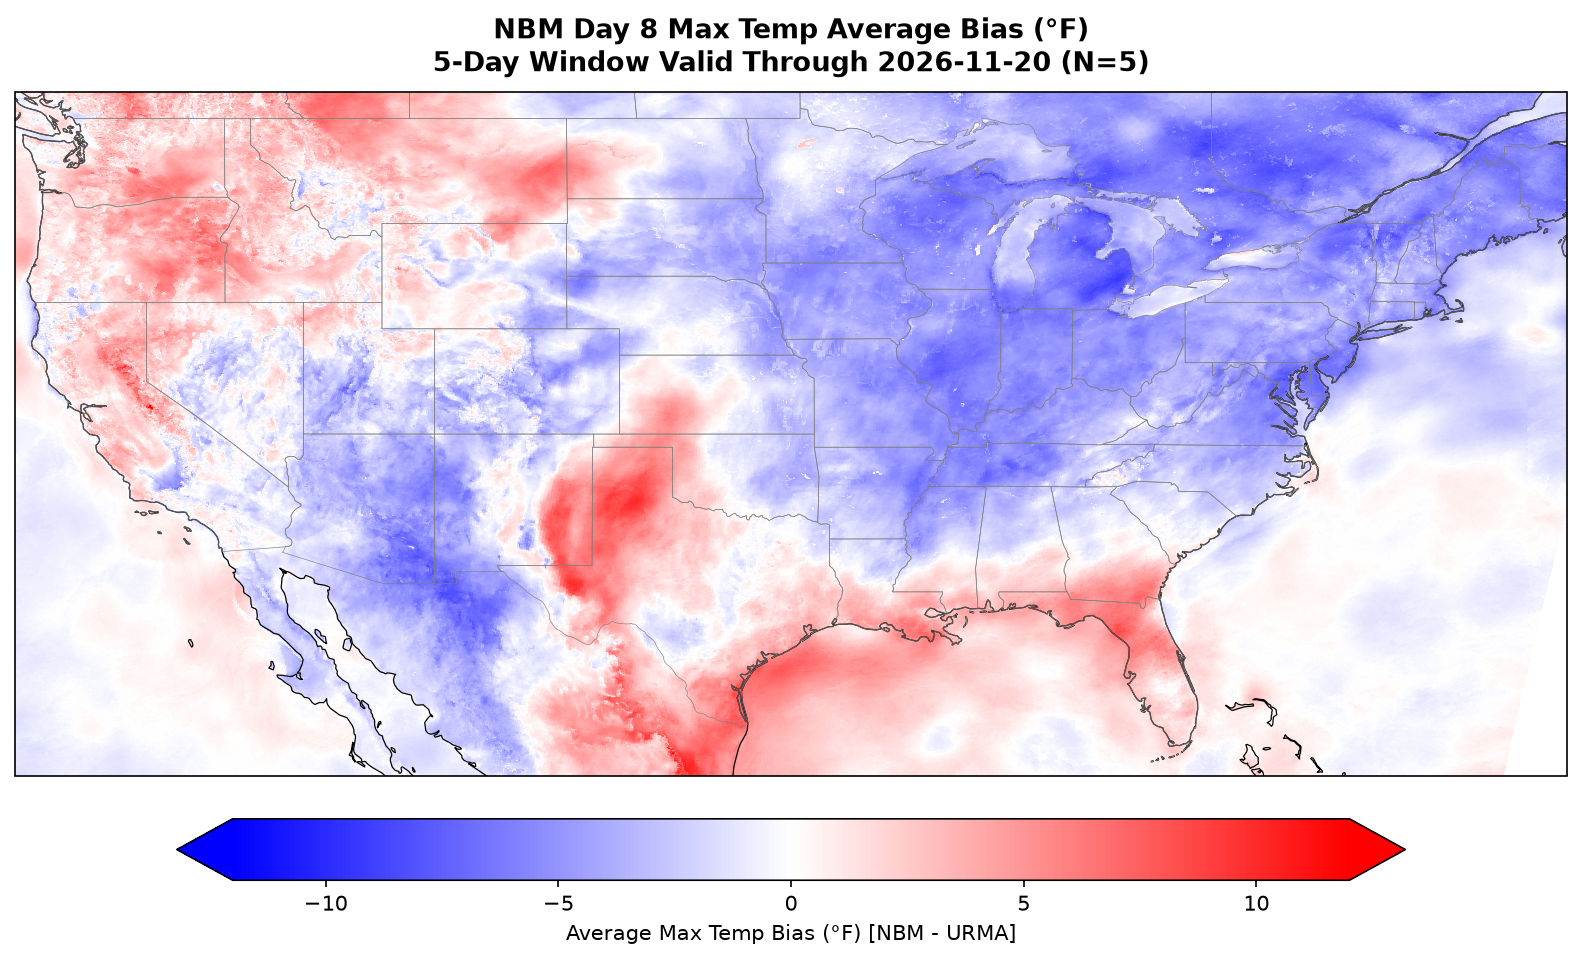 NBM Day 8 Max Temp Average Bias (°F)
5-Day Window Valid Through 2026-11-20 (N=5)
−10 −5 0 5 10
Average Max Temp Bias (°F) [NBM - URMA]